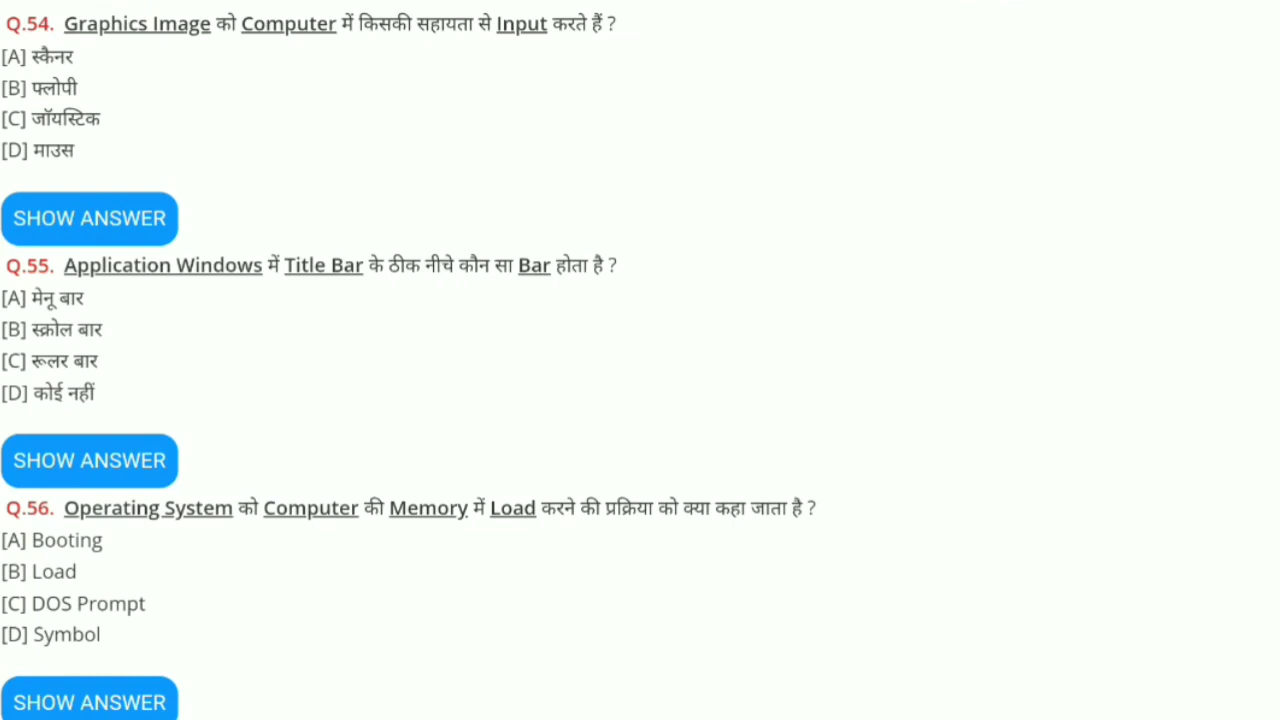 Q.54. Graphics Image को Computer में किसकी सहायता से Input करते हैं ?
[A] स्कैनर
[B] फ्लोपी
[C] जॉयस्टिक
[D] माउस
SHOW ANSWER
Q.55. Application Windows में Title Bar के ठीक नीचे कौन सा Bar होता है ?
[A] मेनू बार
[B] स्क्रोल बार
[C] रूलर बार
[D] कोई नहीं
SHOW ANSWER
Q.56. Operating System को Computer की Memory में Load करने की प्रक्रिया को क्या कहा जाता है ?
[A] Booting
[B] Load
[C] DOS Prompt
[D] Symbol
SHOW ANSWER